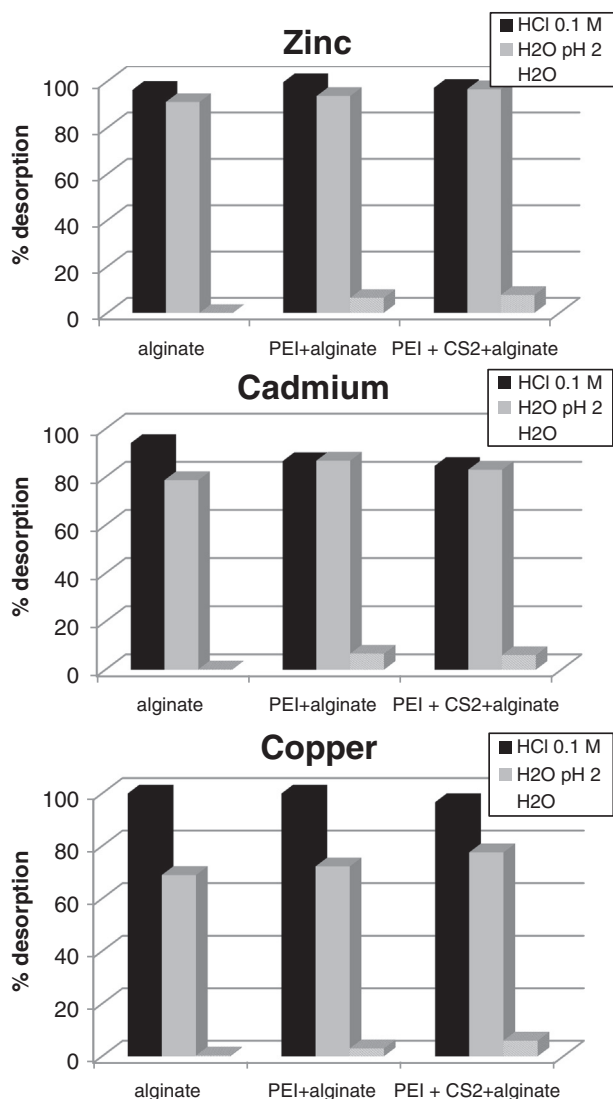 Zinc
HCl 0.1 M
H2O pH 2
H2O
% desorption
100
80
60
40
20
0
alginate PEI+alginate PEI + CS2+alginate
Cadmium
HCl 0.1 M
H2O pH 2
H2O
% desorption
100
80
60
40
20
0
alginate PEI+alginate PEI + CS2+alginate
Copper
HCl 0.1 M
H2O pH 2
H2O
% desorption
100
80
60
40
20
0
alginate PEI+alginate PEI + CS2+alginate